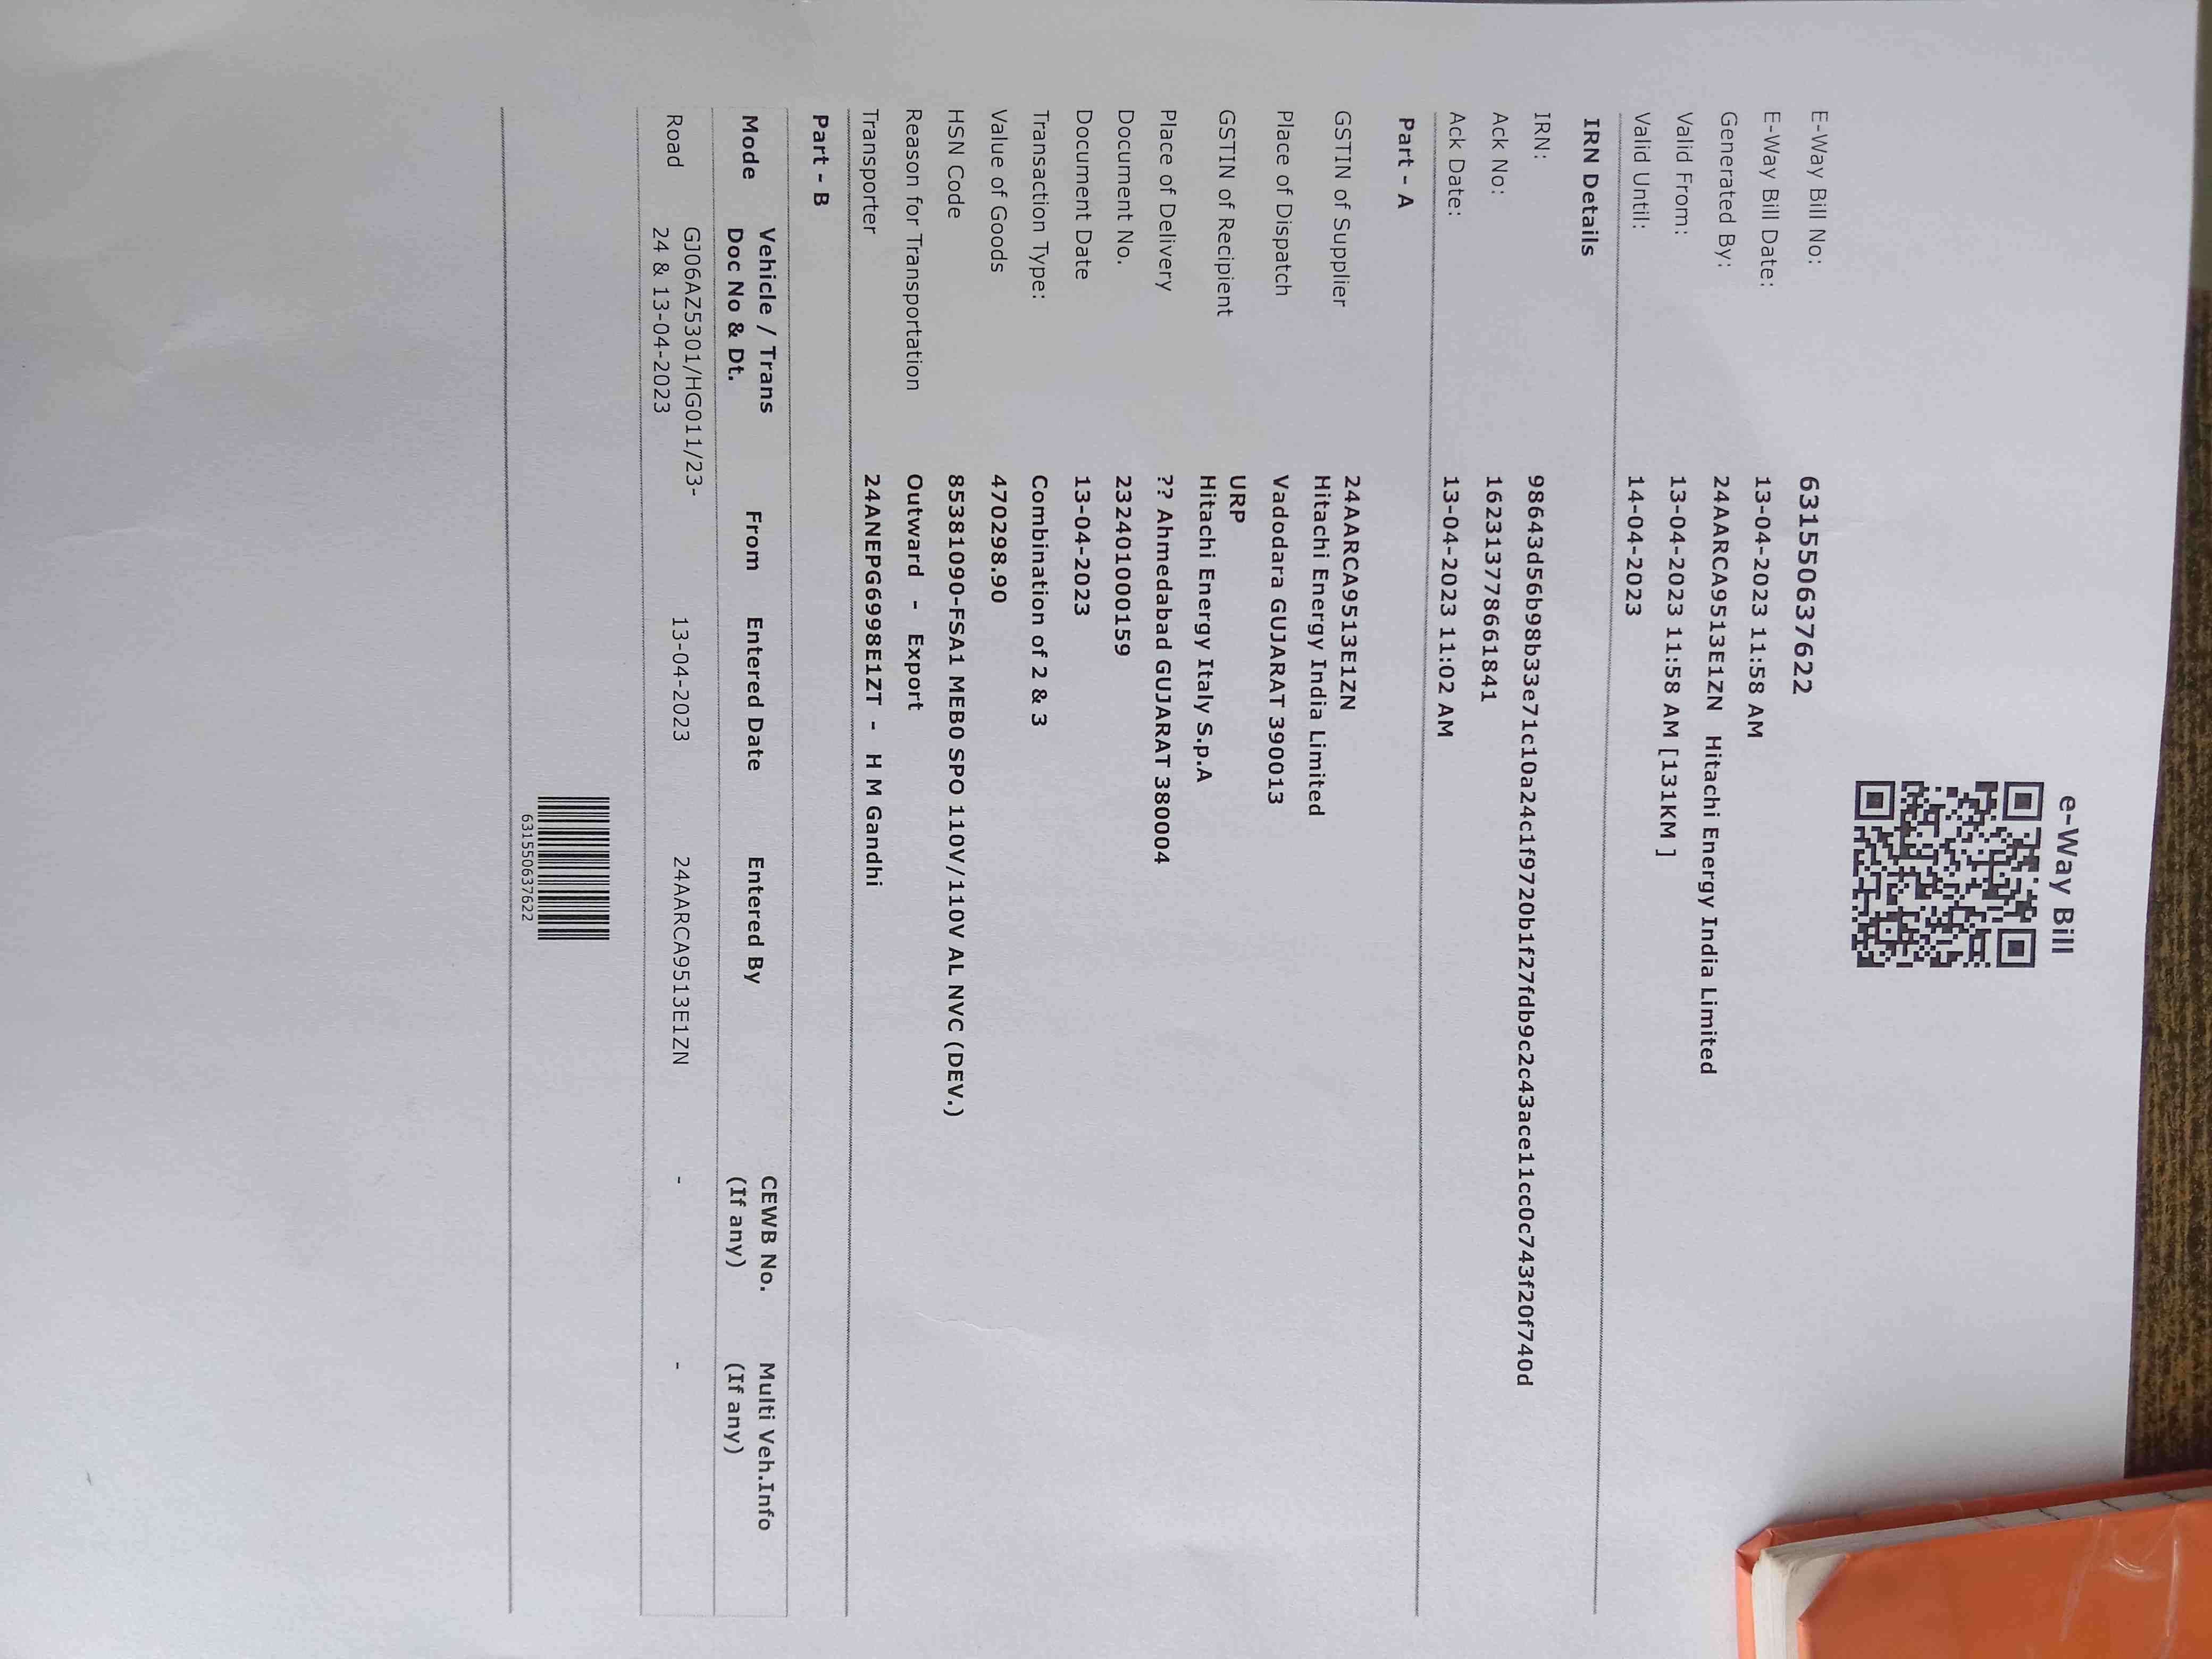 e-Way Bill
E-Way Bill No: 631550637622
E-Way Bill Date: 13-04-2023 11:58 AM
Generated By: 24AARCA9513E1ZN Hitachi Energy India Limited
Valid From: 13-04-2023 11:58 AM [131KM ]
Valid Until: 14-04-2023
IRN Details
IRN: 98643d56b98b33e71c10a24c1f9720b1f27fdb9c2c43ace11cc0c743f20f740d
Ack No: 162313778661841
Ack Date: 13-04-2023 11:02 AM
Part - A
GSTIN of Supplier 24AARCA9513E1ZN
Hitachi Energy India Limited
Place of Dispatch Vadodara GUJARAT 390013
GSTIN of Recipient URP
Hitachi Energy Italy S.p.A
Place of Delivery ?? Ahmedabad GUJARAT 380004
Document No. 232401000159
Document Date 13-04-2023
Transaction Type: Combination of 2 & 3
Value of Goods 470298.90
HSN Code 85381090-FSA1 MEB0 SPO 110V/110V AL NVC (DEV.)
Reason for Transportation Outward - Export
Transporter 24ANEPG6998E1ZT - H M Gandhi
Part - B
Mode Vehicle / Trans Doc No & Dt. From Entered Date Entered By CEWB No. (If any) Multi Veh.Info (If any)
Road GJ06AZ5301/HG011/23- 13-04-2023 24AARCA9513E1ZN - -
24 & 13-04-2023
631550637622